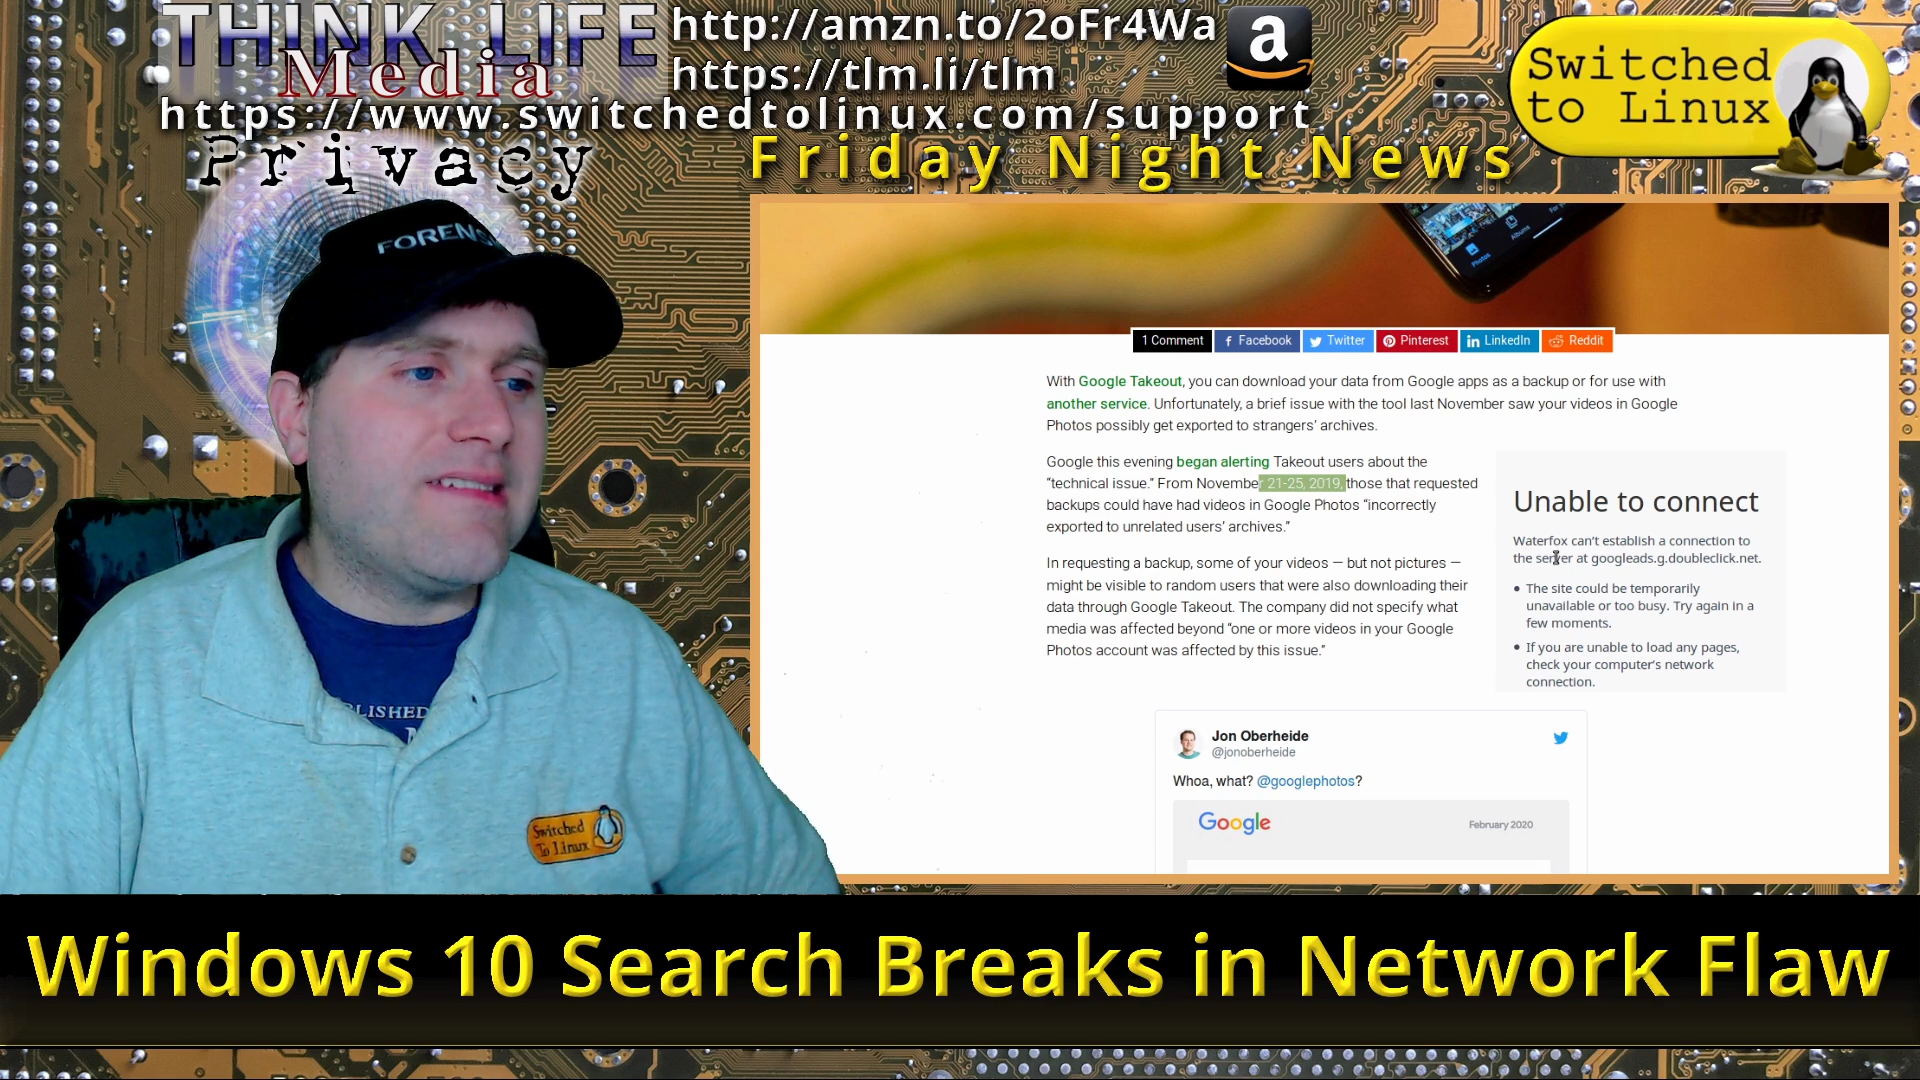 THINK LIFE
Media
http://amzn.to/2oFr4Wa
https://tlm.li/tlm
https://www.switchedtolinux.com/support
Privacy
Friday Night News
Switched
to Linux
Photos
Albums
1 Comment
Facebook
Twitter
Pinterest
LinkedIn
Reddit
With Google Takeout, you can download your data from Google apps as a backup or for use with
another service. Unfortunately, a brief issue with the tool last November saw your videos in Google
Photos possibly get exported to strangers’ archives.
Google this evening began alerting Takeout users about the
“technical issue.” From November 21-25, 2019, those that requested
backups could have had videos in Google Photos “incorrectly
exported to unrelated users’ archives.”
In requesting a backup, some of your videos — but not pictures —
might be visible to random users that were also downloading their
data through Google Takeout. The company did not specify what
media was affected beyond “one or more videos in your Google
Photos account was affected by this issue.”
Unable to connect
Waterfox can’t establish a connection to
the server at googleads.g.doubleclick.net.
The site could be temporarily
unavailable or too busy. Try again in a
few moments.
If you are unable to load any pages,
check your computer’s network
connection.
Jon Oberheide
@jonoberheide
Whoa, what? @googlephotos?
Google
February 2020
FORENS
LISHED
Switched
To Linux
Windows 10 Search Breaks in Network Flaw